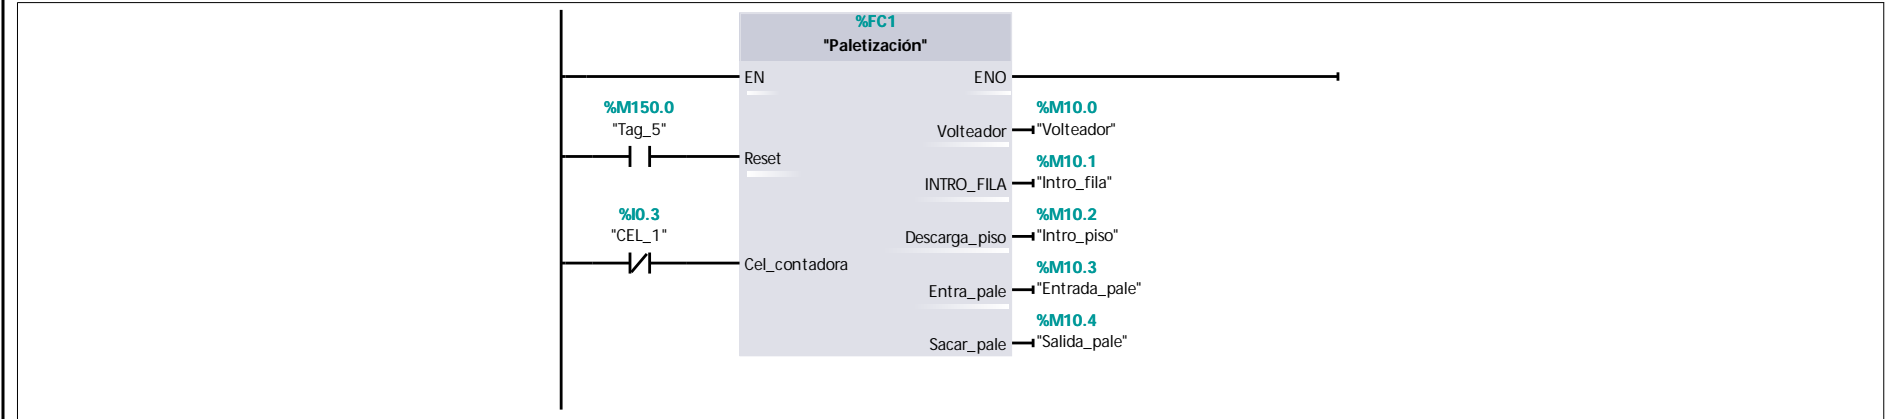 %FC1
"Paletización"
EN
ENO
%M150.0
"Tag_5"
Reset
%M10.0
Volteador
"Volteador"
%M10.1
INTRO_FILA
"Intro_fila"
%I0.3
"CEL_1"
Cel_contadora
%M10.2
Descarga_piso
"Intro_piso"
%M10.3
Entra_pale
"Entrada_pale"
%M10.4
Sacar_pale
"Salida_pale"